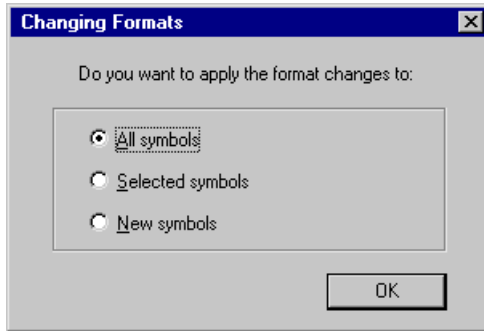 Changing Formats
Do you want to apply the format changes to:
All symbols
Selected symbols
New symbols
OK